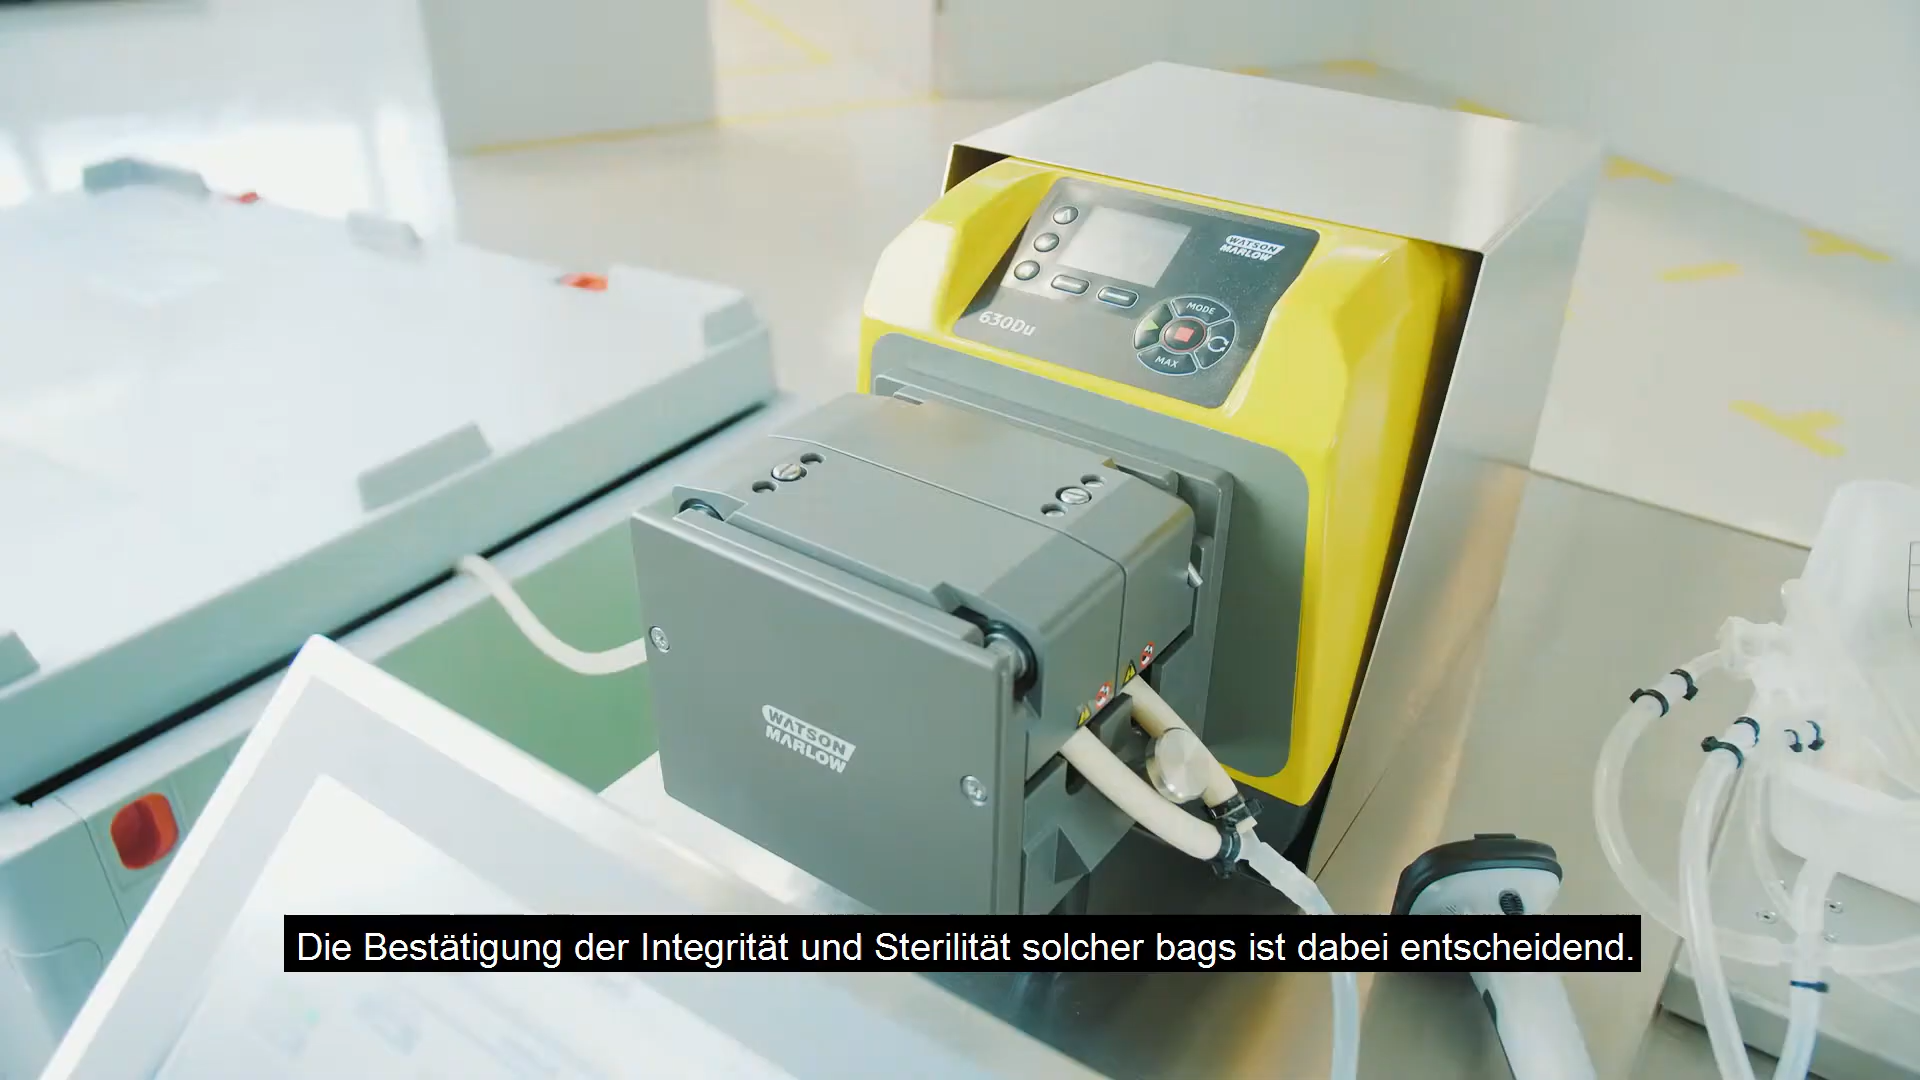 WATSON
MARLOW
630Du
MODE
MAX
WATSON
MARLOW
Die Bestätigung der Integrität und Sterilität solcher bags ist dabei entscheidend.